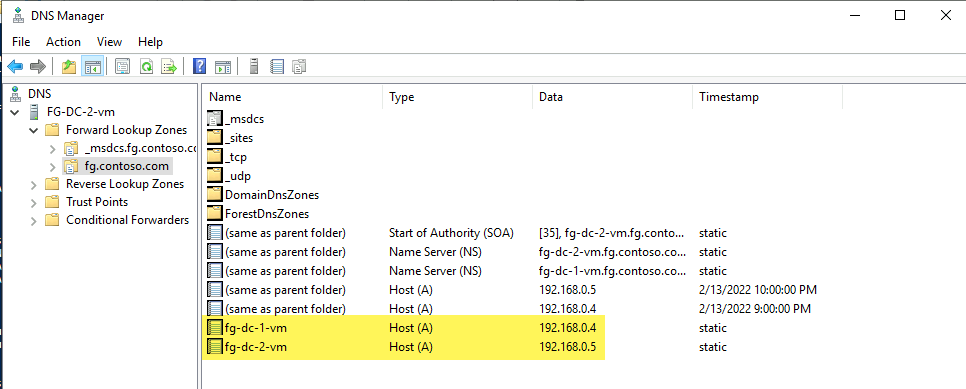 DNS Manager
File Action View Help
DNS
FG-DC-2-vm
Forward Lookup Zones
_msdcs.fg.contoso.cc
fg.contoso.com
Reverse Lookup Zones
Trust Points
Conditional Forwarders
Name Type Data Timestamp
_msdcs
_sites
_tcp
_udp
DomainDnsZones
ForestDnsZones
(same as parent folder) Start of Authority (SOA) [35], fg-dc-2-vm.fg.conto... static
(same as parent folder) Name Server (NS) fg-dc-2-vm.fg.contoso.co... static
(same as parent folder) Name Server (NS) fg-dc-1-vm.fg.contoso.co... static
(same as parent folder) Host (A) 192.168.0.5 2/13/2022 10:00:00 PM
(same as parent folder) Host (A) 192.168.0.4 2/13/2022 9:00:00 PM
fg-dc-1-vm Host (A) 192.168.0.4 static
fg-dc-2-vm Host (A) 192.168.0.5 static